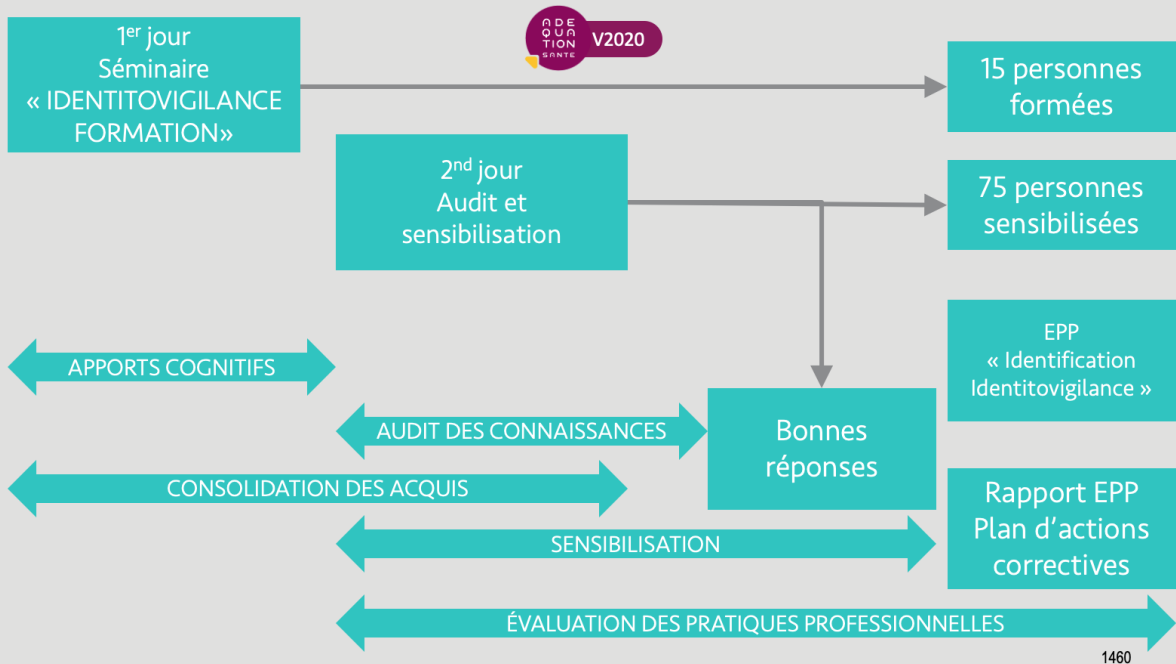 1er jour
Séminaire
« IDENTITOVIGILANCE
FORMATION»
ADE
QUA
TION
SANTE
V2020
15 personnes
formées
2nd jour
Audit et
sensibilisation
75 personnes
sensibilisées
EPP
« Identification
Identitovigilance »
APPORTS COGNITIFS
AUDIT DES CONNAISSANCES
Bonnes
réponses
CONSOLIDATION DES ACQUIS
Rapport EPP
Plan d’actions
correctives
SENSIBILISATION
ÉVALUATION DES PRATIQUES PROFESSIONNELLES
1460